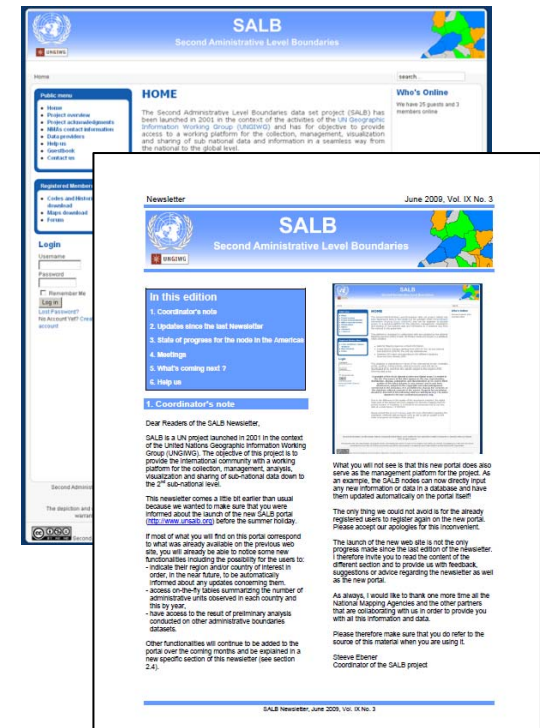 SALB
Second Aministrative Level Boundaries
UNGIWG
Home
search...
Public menu
Home
Project overview
Project acknowledgments
NMAs contact information
Data providers
Help us
Guestbook
Contact us
HOME
The Second Administrative Level Boundaries data set project (SALB) has
been launched in 2001 in the context of the activities of the UN Geographic
Information Working Group (UNGIWG) and has for objective to provide
access to a working platform for the collection, management, visualization
and sharing of sub national data and information in a seamless way from
the national to the global level.
Who's Online
We have 25 guests and 3
members online
Registered Members
Codes and Histori
download
Maps download
Forum
Login
Username
Password
Remember Me
Log in
Lost Password?
No Account Yet? Create
account
Second Adminis
The depiction and
warran
Second
Newsletter
June 2009, Vol. IX No. 3
SALB
Second Aministrative Level Boundaries
UNGIWG
In this edition
1. Coordinator's note
2. Updates since the last Newsletter
3. State of progress for the node in the Americas
4. Meetings
5. What's coming next ?
6. Help us
1. Coordinator's note
Dear Readers of the SALB Newsletter,
SALB is a UN project launched in 2001 in the context
of the United Nations Geographic Information Working
Group (UNGIWG). The objective of this project is to
provide the international community with a working
platform for the collection, management, analysis,
visualization and sharing of sub-national data down to
the 2nd sub-national level.
This newsletter comes a little bit earlier than usual
because we wanted to make sure that you were
informed about the launch of the new SALB portal
(http://www.unsalb.org) before the summer holiday.
If most of what you will find on this portal correspond
to what was already available on the previous web
site, you will already be able to notice some new
functionalities including the possibility for the users to:
- indicate their region and/or country of interest in
order, in the near future, to be automatically
informed about any updates concerning them.
- access on-the-fly tables summarizing the number of
administrative units observed in each country and
this by year,
- have access to the result of preliminary analysis
conducted on other administrative boundaries
datasets.
Other functionalities will continue to be added to the
portal over the coming months and be explained in a
new specific section of this newsletter (see section
2.4).
SALB
HOME
What you will not see is that this new portal does also
serve as the management platform for the project. As
an example, the SALB nodes can now directly input
any new information or data in a database and have
them updated automatically on the portal itself!
The only thing we could not avoid is for the already
registered users to register again on the new portal.
Please accept our apologies for this inconvenient.
The launch of the new web site is not the only
progress made since the last edition of the newsletter.
I therefore invite you to read the content of the
different section and to provide us with feedback,
suggestions or advice regarding the newsletter as well
as the new portal.
As always, I would like to thank one more time all the
National Mapping Agencies and the other partners
that are collaborating with us in order to provide you
with all this information and data.
Please therefore make sure that you do refer to the
source of this material when you are using it.
Steeve Ebener
Coordinator of the SALB project
SALB Newsletter, June 2009, Vol. IX No. 3